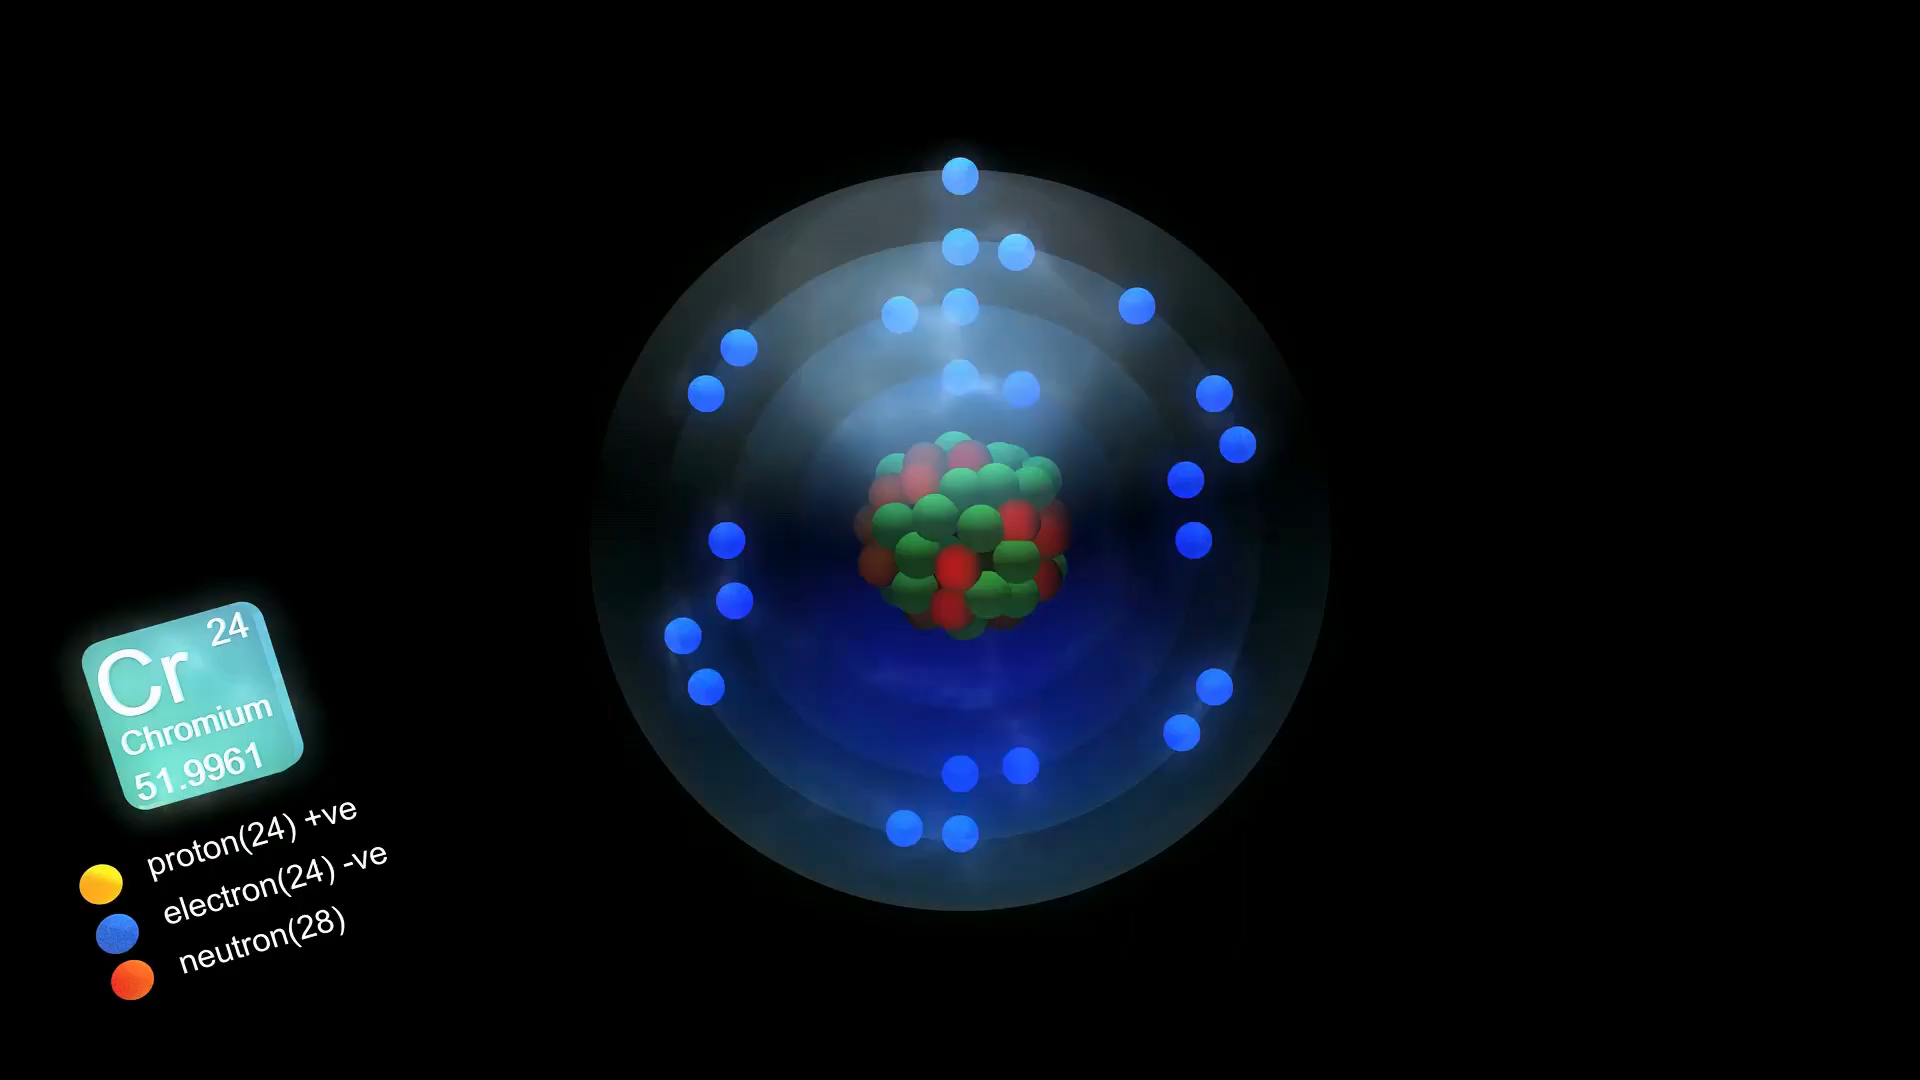 24
Cr
Chromium
51.9961
proton(24) +ve
electron(24) -ve
neutron(28)